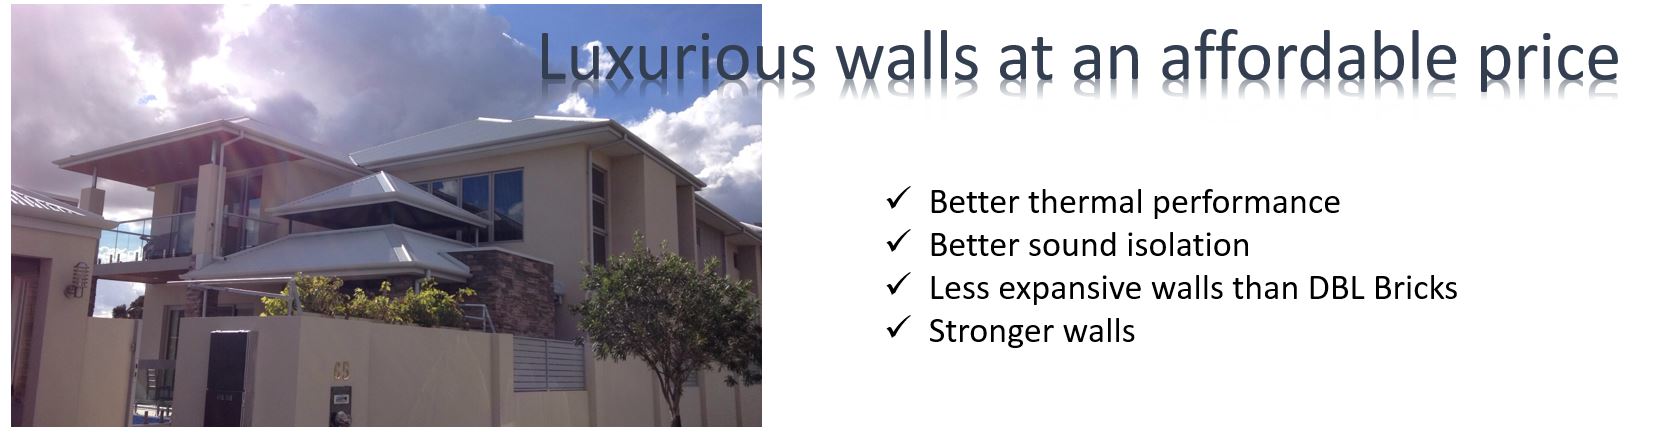 Luxurious walls at an affordable price
✓ Better thermal performance
✓ Better sound isolation
✓ Less expansive walls than DBL Bricks
✓ Stronger walls